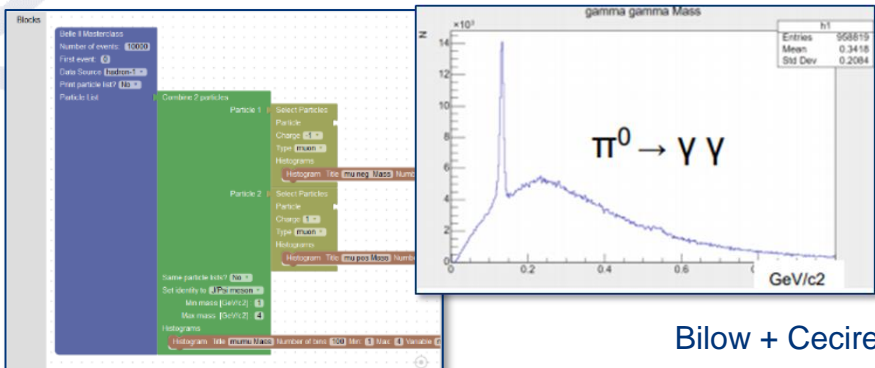 Blocks
Belle II Masterclass
Number of events: 10000
First event: 0
Data Source hadron-1
Print particle list? No
Particle List
Combine 2 particles
Particle 1
Select Particles
Particle
Charge -1
Type muon
Histograms
Histogram Title mu neg Mass
Particle 2
Select Particles
Particle
Charge 1
Type muon
Histograms
Histogram Title mu pos Mass
Same particle lists? No
Set identity to J/Psi meson
Min mass [GeV/c2] 1
Max mass [GeV/c2] 4
Histograms
Histogram Title mumu Mass Number of bins 100 Min 1 Max 4 Variable
gamma gamma Mass
×10³
N
h1
Entries 958819
Mean 0.3418
Std Dev 0.2084
π⁰ → γ γ
14
8
6
4
2
0
0 0.2 0.4 0.6
GeV/c2
Bilow + Cecire